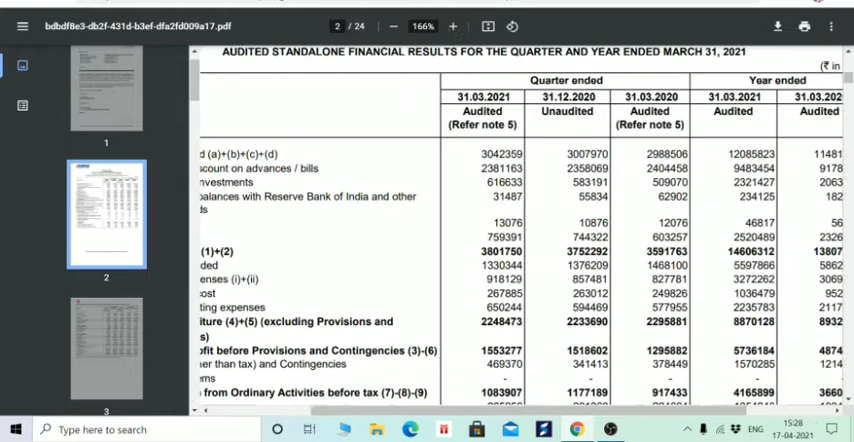 bdbdf8e3-db2f-431d-b3ef-dfa2fd009a17.pdf
2 / 24
166%
1
2
3
AUDITED STANDALONE FINANCIAL RESULTS FOR THE QUARTER AND YEAR ENDED MARCH 31, 2021
(₹ in
Quarter ended Year ended
31.03.2021 31.12.2020 31.03.2020 31.03.2021 31.03.202
Audited Unaudited Audited Audited Audited
(Refer note 5) (Refer note 5)
d (a)+(b)+(c)+(d) 3042359 3007970 2988506 12085823 11481
scount on advances / bills 2381163 2358069 2404458 9483454 9178
nvestments 616633 583191 509070 2321427 2063
balances with Reserve Bank of India and other 31487 55834 62902 234125 182
ds
13076 10876 12076 46817 56
759391 744322 603257 2520489 2326
(1)+(2) 3801750 3752292 3591763 14606312 13807
ded 1330344 1376209 1468100 5597866 5862
enses (i)+(ii) 918129 857481 827781 3272262 3069
cost 267885 263012 249826 1036479 952
ting expenses 650244 594469 577955 2235783 2117
iture (4)+(5) (excluding Provisions and 2248473 2233690 2295881 8870128 8932
s)
ofit before Provisions and Contingencies (3)-(6) 1553277 1518602 1295882 5736184 4874
her than tax) and Contingencies 469370 341413 378449 1570285 1214
ems - - - - -
from Ordinary Activities before tax (7)-(8)-(9) 1083907 1177189 917433 4165899 3660
Type here to search
ENG
15:28
17-04-2021